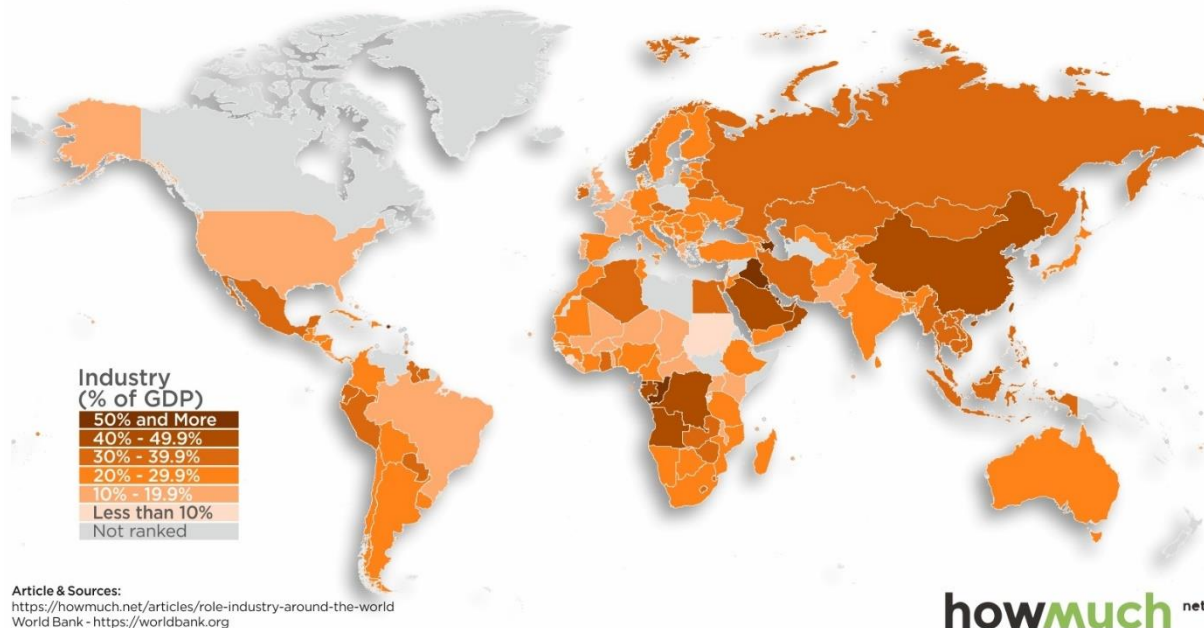 Industry
(% of GDP)
50% and More
40% - 49.9%
30% - 39.9%
20% - 29.9%
10% - 19.9%
Less than 10%
Not ranked
Article & Sources:
https://howmuch.net/articles/role-industry-around-the-world
World Bank - https://worldbank.org
howmuch net